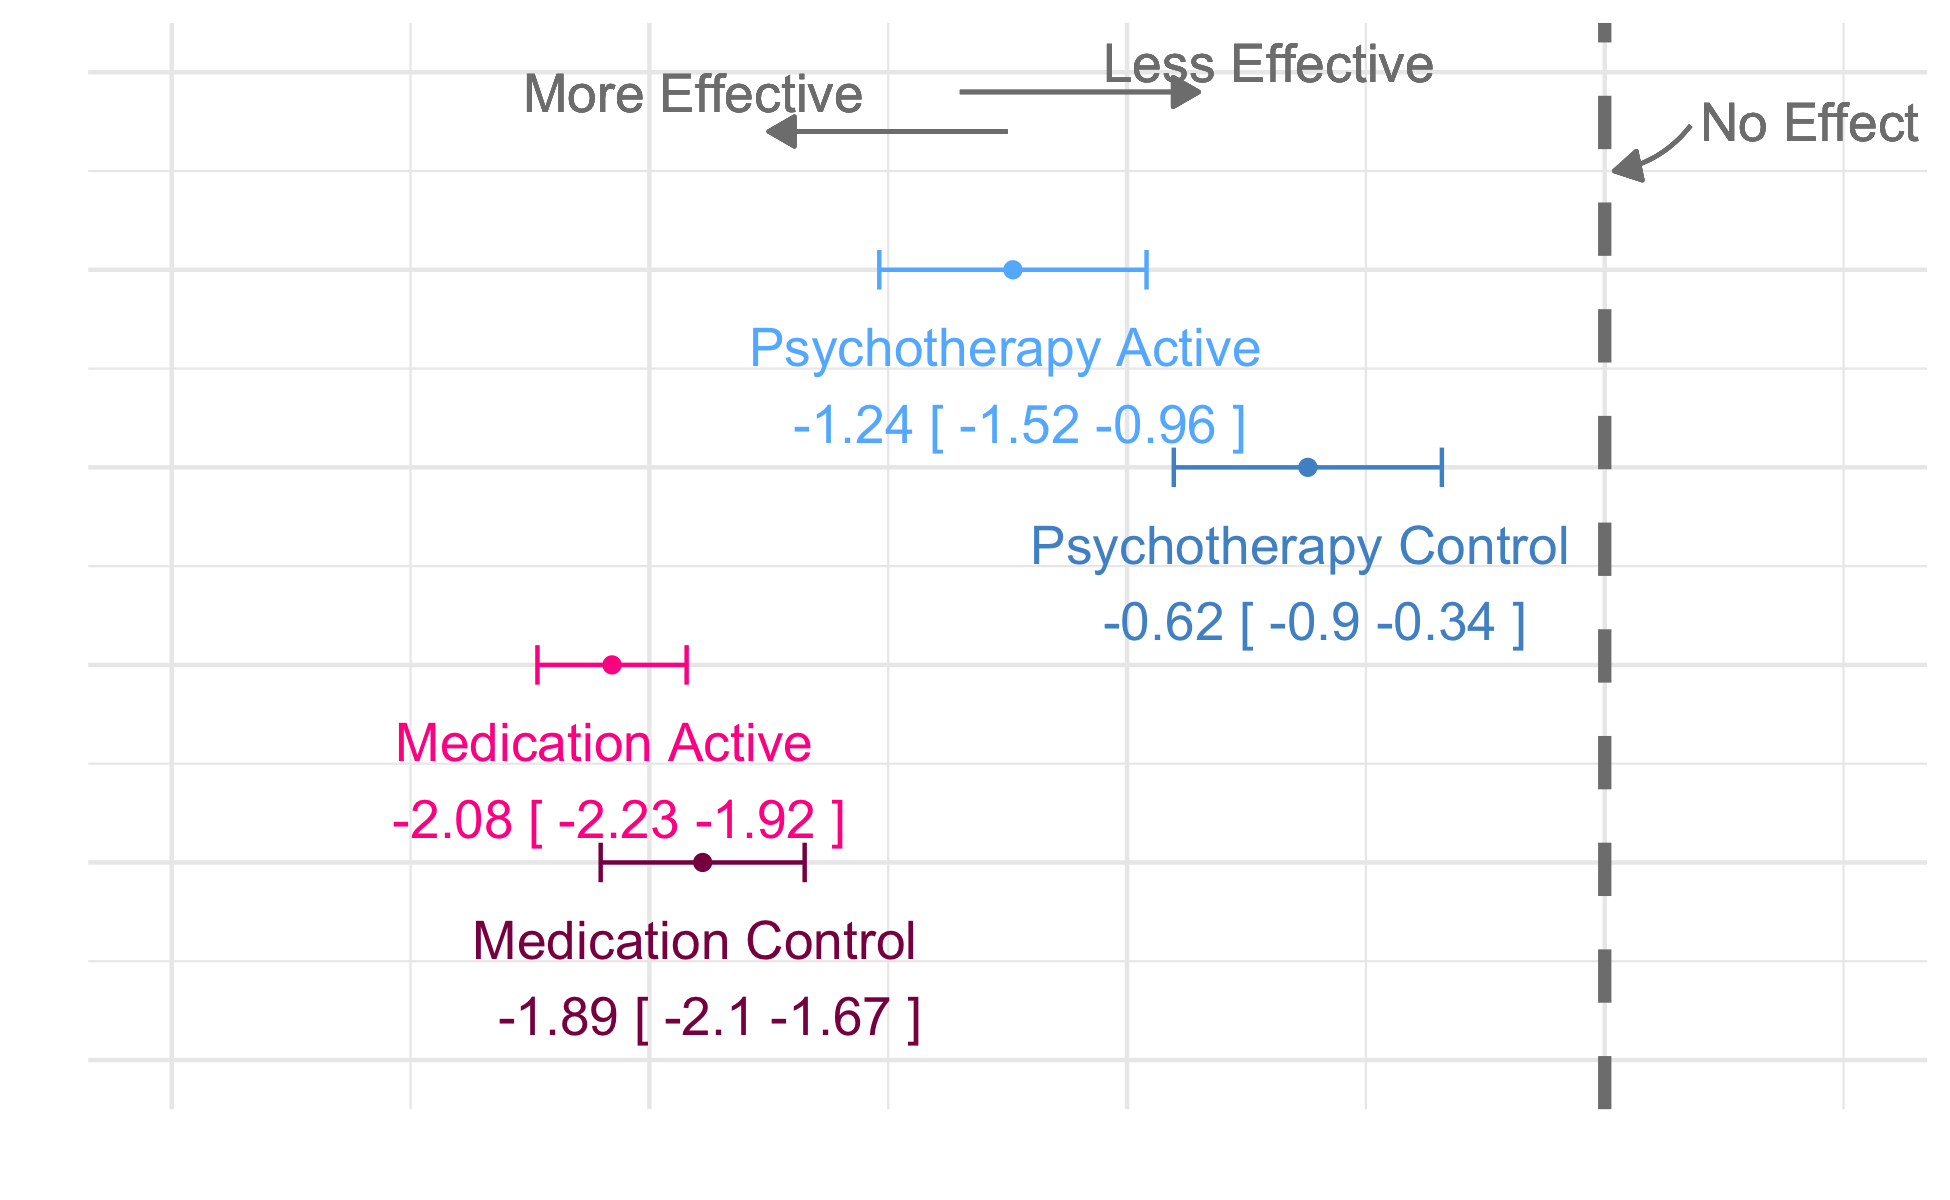 Less Effective
More Effective
No Effect
Psychotherapy Active
-1.24 [ -1.52 -0.96 ]
Psychotherapy Control
-0.62 [ -0.9 -0.34 ]
Medication Active
-2.08 [ -2.23 -1.92 ]
Medication Control
-1.89 [ -2.1 -1.67 ]